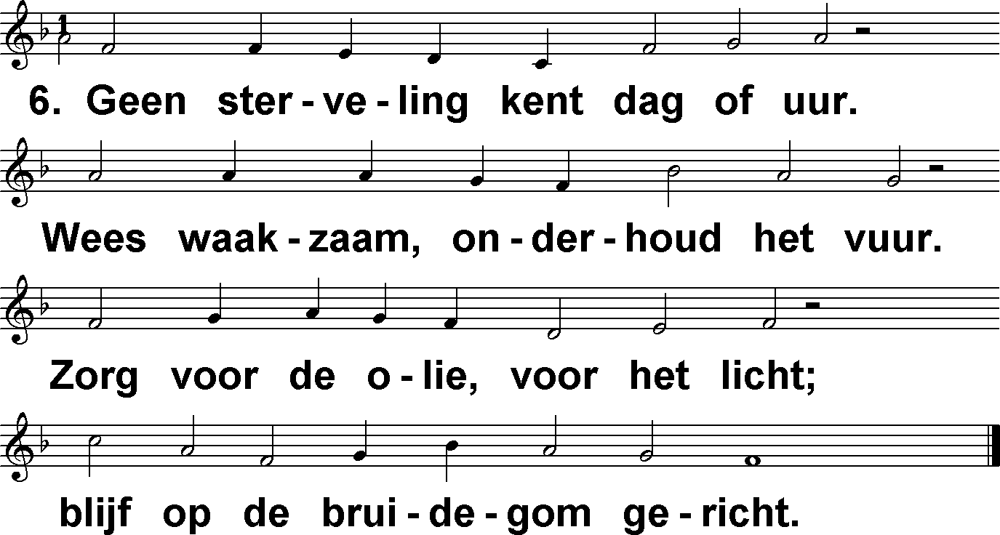 6. Geen ster - ve - ling kent dag of uur.
Wees waak - zaam, on - der - houd het vuur.
Zorg voor de o - lie, voor het licht;
blijf op de brui - de - gom ge - richt.